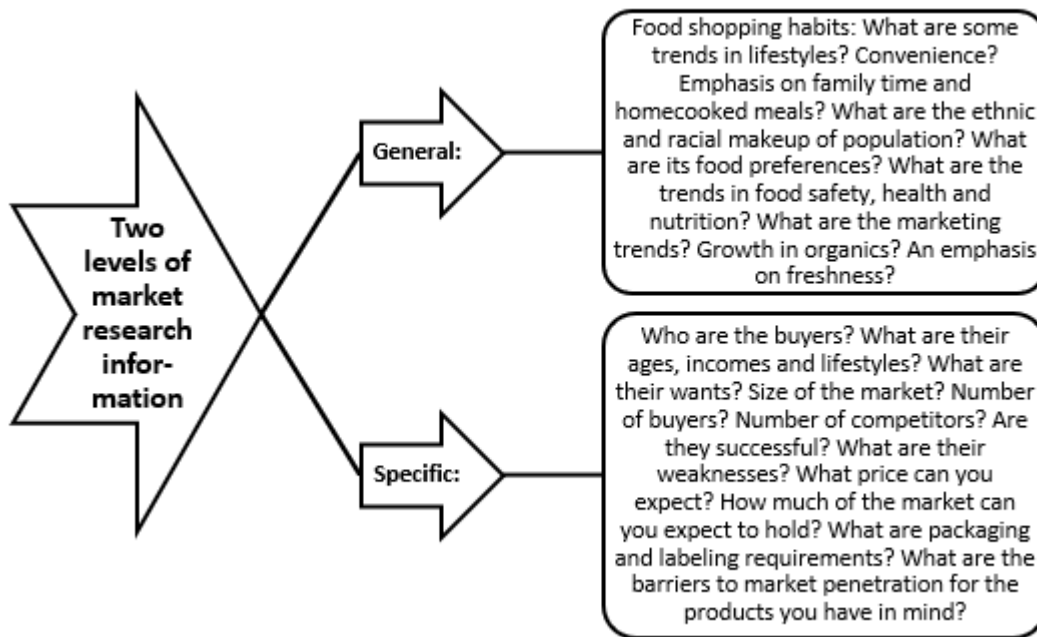 Two
levels of
market
research
infor-
mation
General:
Food shopping habits: What are some
trends in lifestyles? Convenience?
Emphasis on family time and
homecooked meals? What are the ethnic
and racial makeup of population? What
are its food preferences? What are the
trends in food safety, health and
nutrition? What are the marketing
trends? Growth in organics? An emphasis
on freshness?
Specific:
Who are the buyers? What are their
ages, incomes and lifestyles? What are
their wants? Size of the market? Number
of buyers? Number of competitors? Are
they successful? What are their
weaknesses? What price can you
expect? How much of the market can
you expect to hold? What are packaging
and labeling requirements? What are the
barriers to market penetration for the
products you have in mind?